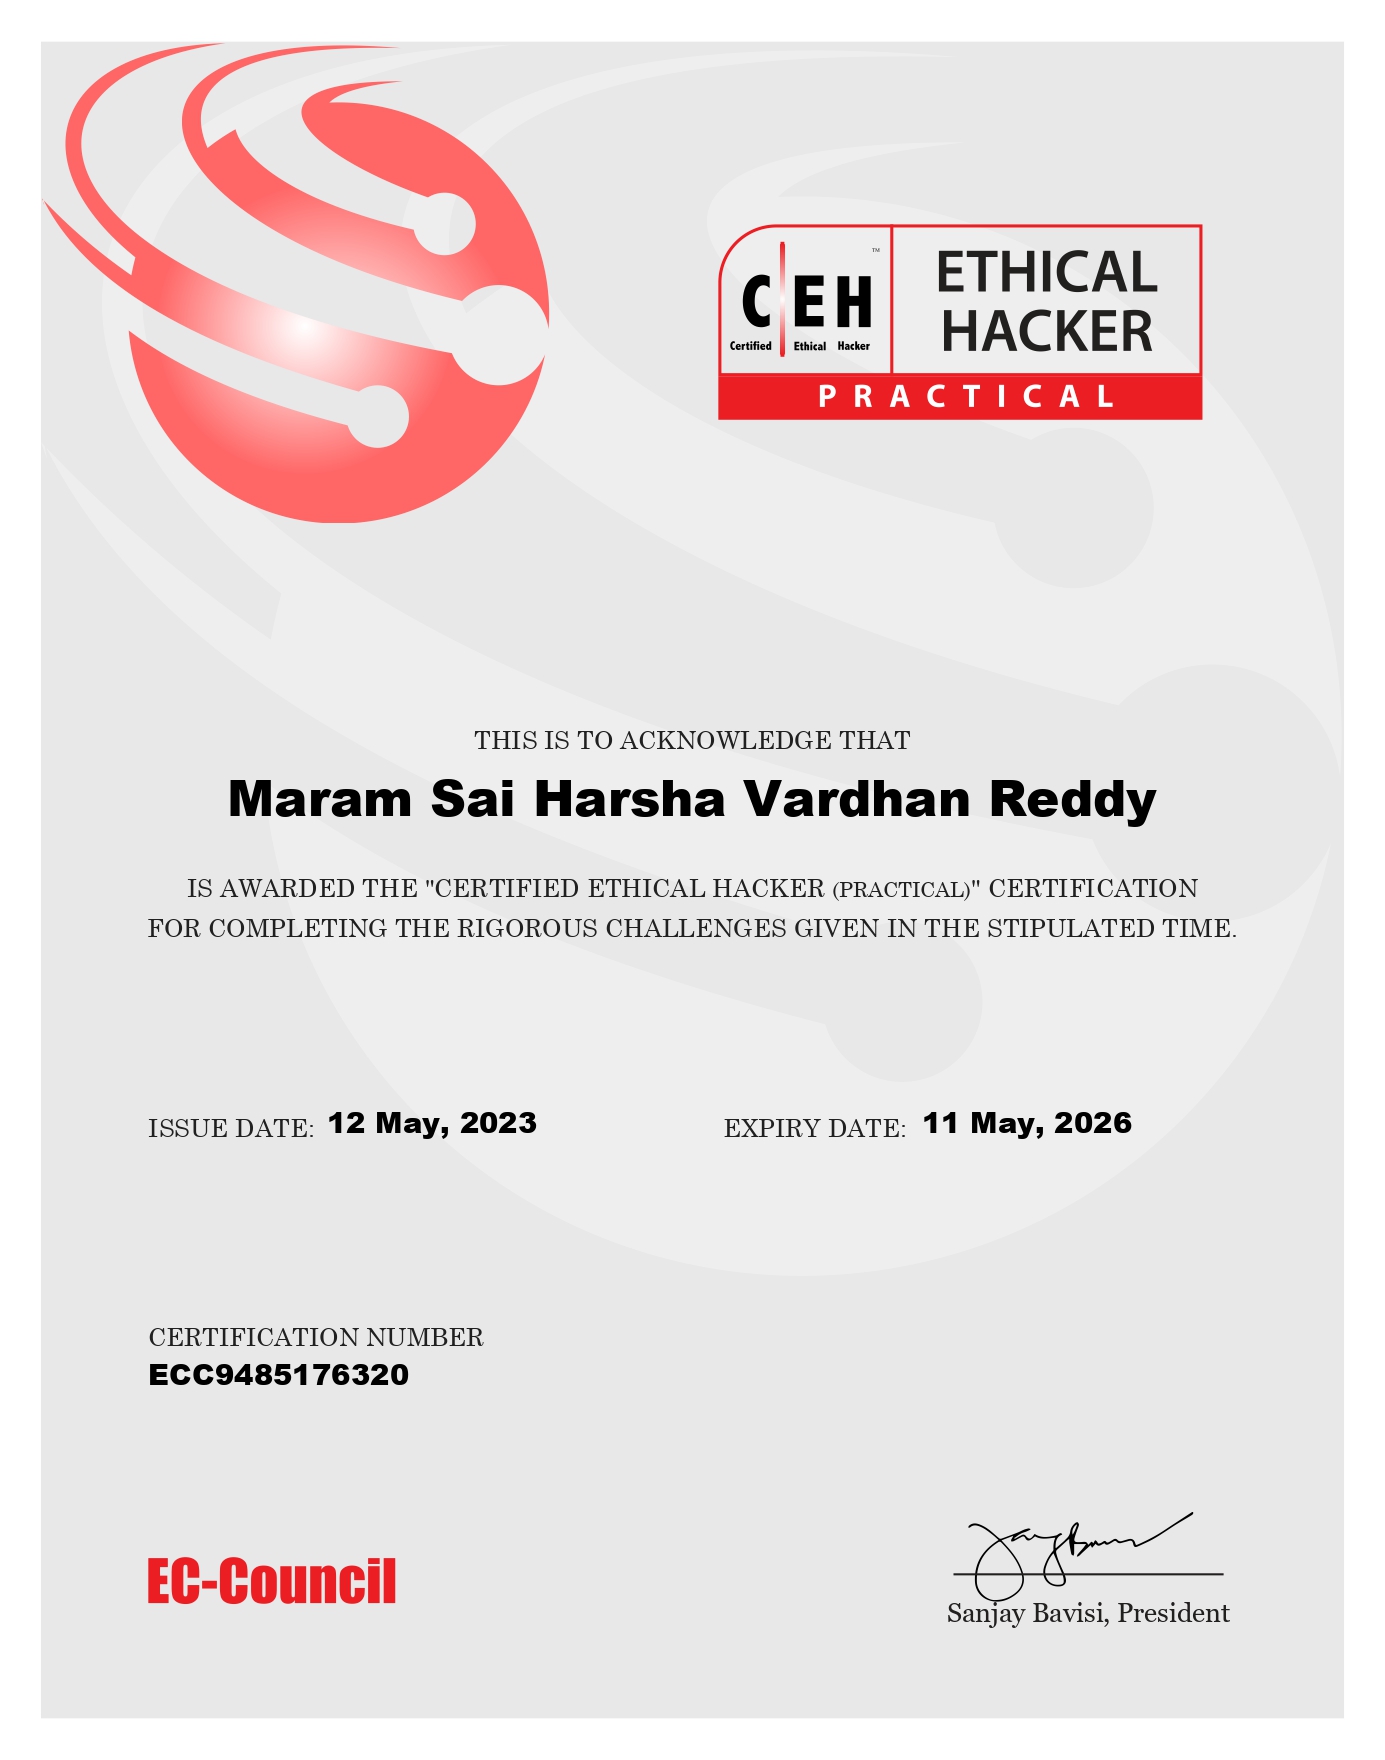 C|EH™
Certified Ethical Hacker
ETHICAL
HACKER
PRACTICAL
THIS IS TO ACKNOWLEDGE THAT
Maram Sai Harsha Vardhan Reddy
IS AWARDED THE "CERTIFIED ETHICAL HACKER (PRACTICAL)" CERTIFICATION
FOR COMPLETING THE RIGOROUS CHALLENGES GIVEN IN THE STIPULATED TIME.
ISSUE DATE: 12 May, 2023 EXPIRY DATE: 11 May, 2026
CERTIFICATION NUMBER
ECC9485176320
EC-Council
Sanjay Bavisi, President